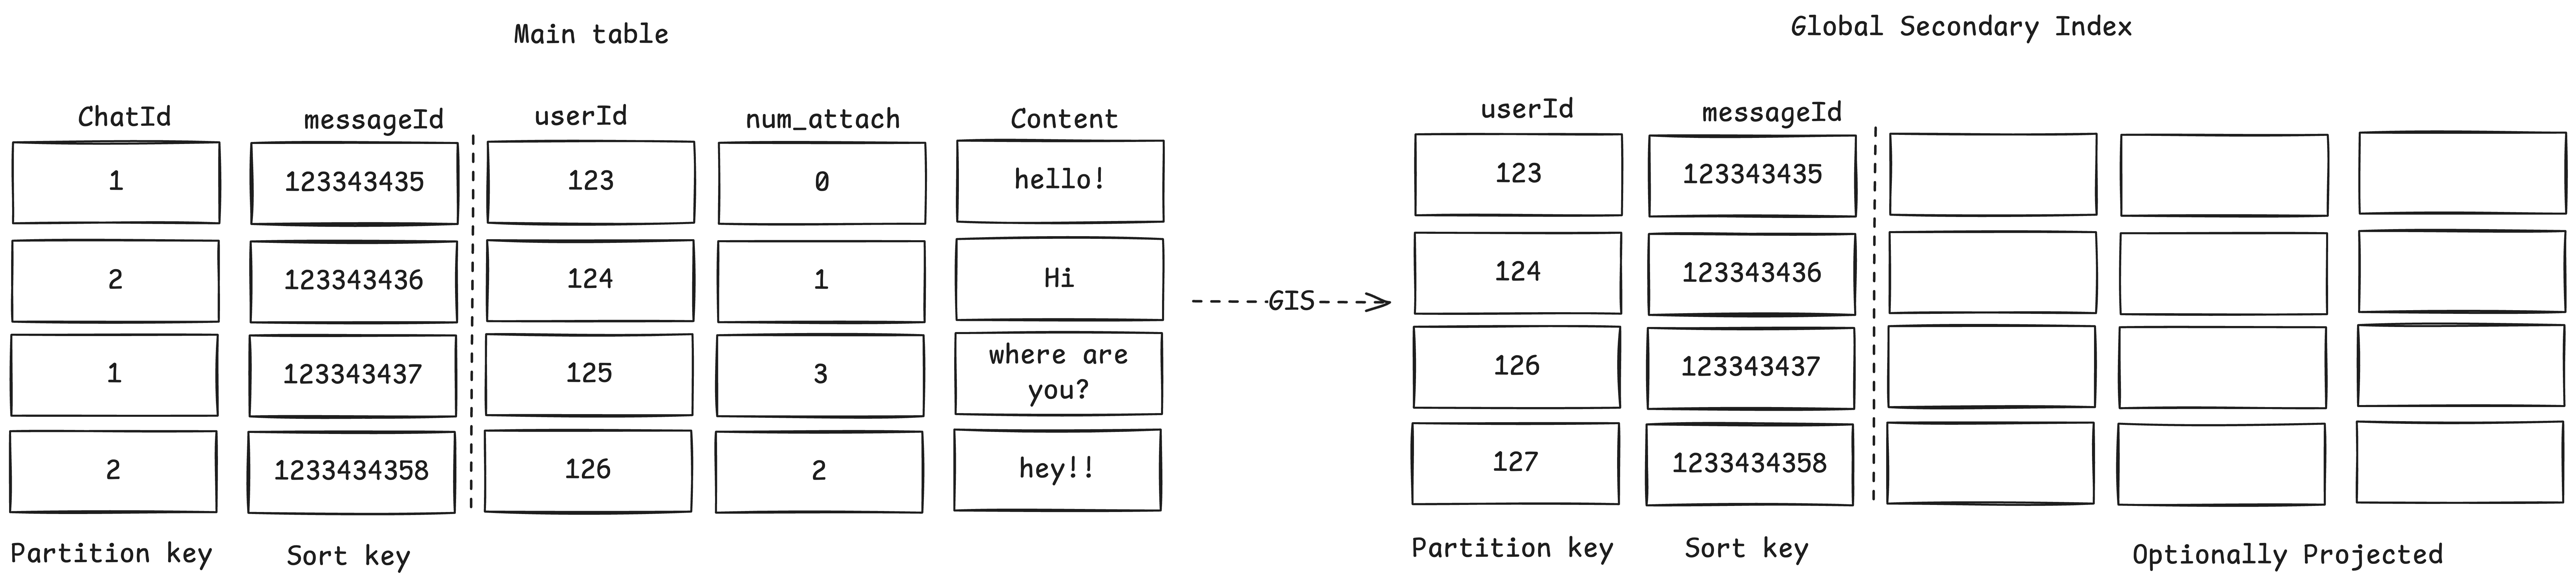 Main table
Global Secondary Index
ChatId messageId userId num_attach Content
1 123343435 123 0 hello!
2 123343436 124 1 Hi
1 123343437 125 3 where are
you?
2 1233434358 126 2 hey!!
Partition key Sort key
GIS
userId messageId
123 123343435
124 123343436
126 123343437
127 1233434358
Partition key Sort key Optionally Projected